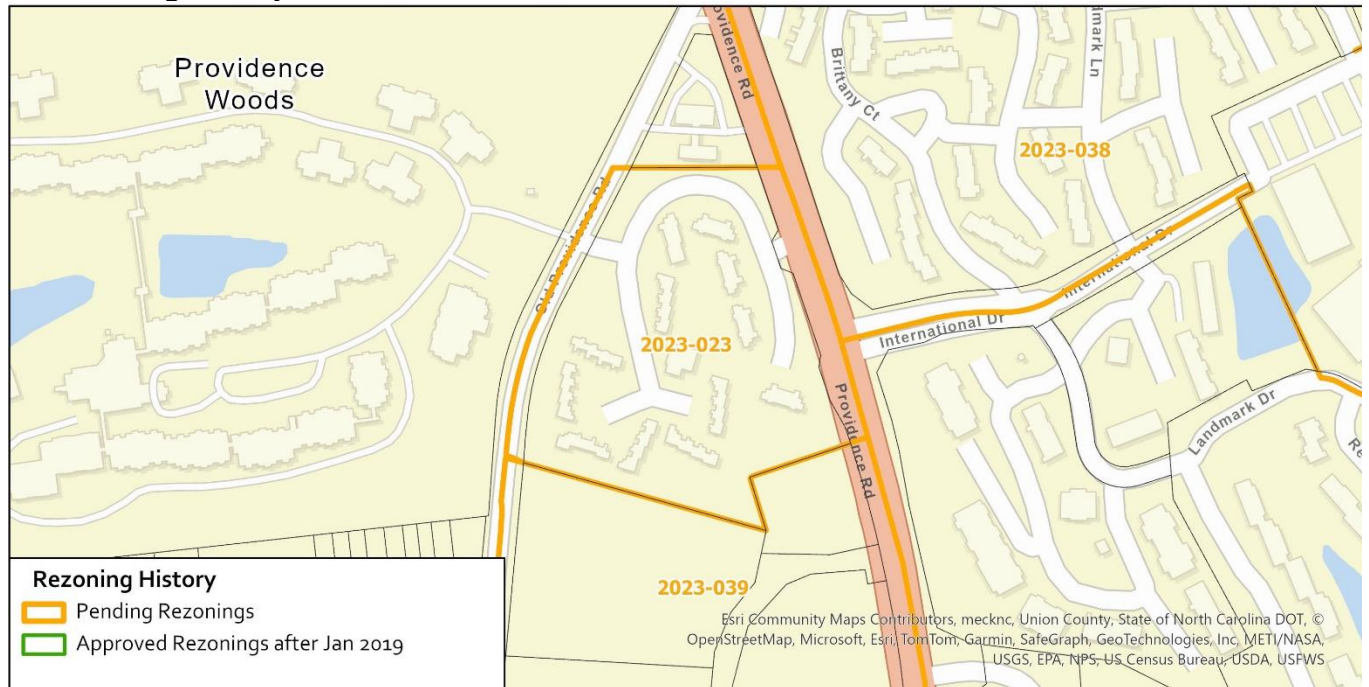 Providence
Woods
Providence Rd
Brittany Ct
2023-038
Old Providence Rd
International Dr
2023-023
International Dr
Providence Rd
Landmark Dr
2023-039
Rezoning History
Pending Rezonings
Approved Rezonings after Jan 2019
Esri Community Maps Contributors, mecknc, Union County, State of North Carolina DOT, ©
OpenStreetMap, Microsoft, Esri, TomTom, Garmin, SafeGraph, GeoTechnologies, Inc, METI/NASA,
USGS, EPA, NPS, US Census Bureau, USDA, USFWS